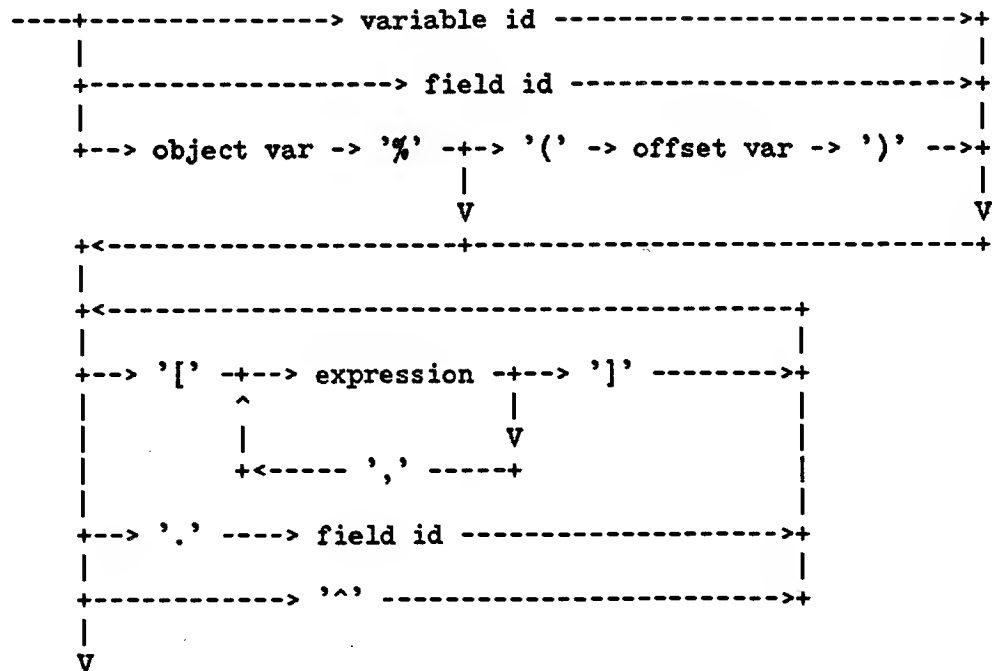 ----+---------------> variable id ---------------------->+
|                                                        |
+-------------------> field id ------------------------->+
|                                                        |
+--> object var -> '%' -+-> '(' -> offset var -> ')' -->+
|                                |
V                                V
+<----------------------+-------------------------------+
|
+<-------------------------------------------+
|                                            |
+--> '[' -+--> expression -+--> ']' -------->+
|         ^                |                 |
|         |                V                 |
|         +<----- ',' -----+                 |
|                                            |
+--> '.' ----> field id -------------------->+
|                                            |
+------------> '^' ------------------------->+
|
V